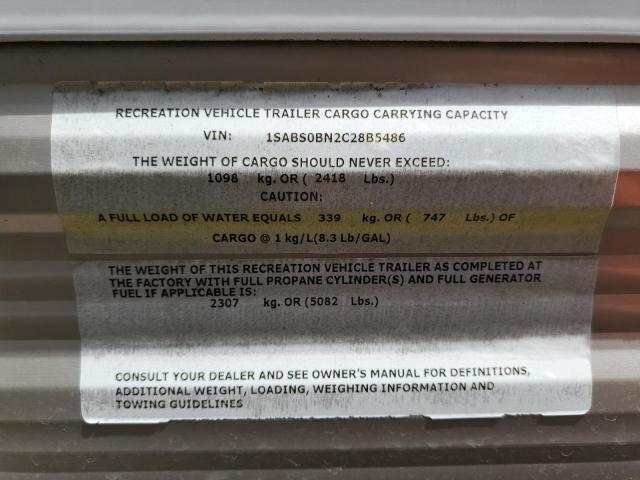 RECREATION VEHICLE TRAILER CARGO CARRYING CAPACITY
VIN: 1SABS0BN2C28B5486
THE WEIGHT OF CARGO SHOULD NEVER EXCEED:
1098 kg. OR ( 2418 Lbs.)
CAUTION:
A FULL LOAD OF WATER EQUALS 339 kg. OR ( 747 Lbs.) OF
CARGO @ 1 kg/L(8.3 Lb/GAL)
THE WEIGHT OF THIS RECREATION VEHICLE TRAILER AS COMPLETED AT
THE FACTORY WITH FULL PROPANE CYLINDER(S) AND FULL GENERATOR
FUEL IF APPLICABLE IS:
2307 kg. OR (5082 Lbs.)
CONSULT YOUR DEALER AND SEE OWNER'S MANUAL FOR DEFINITIONS,
ADDITIONAL WEIGHT, LOADING, WEIGHING INFORMATION AND
TOWING GUIDELINES